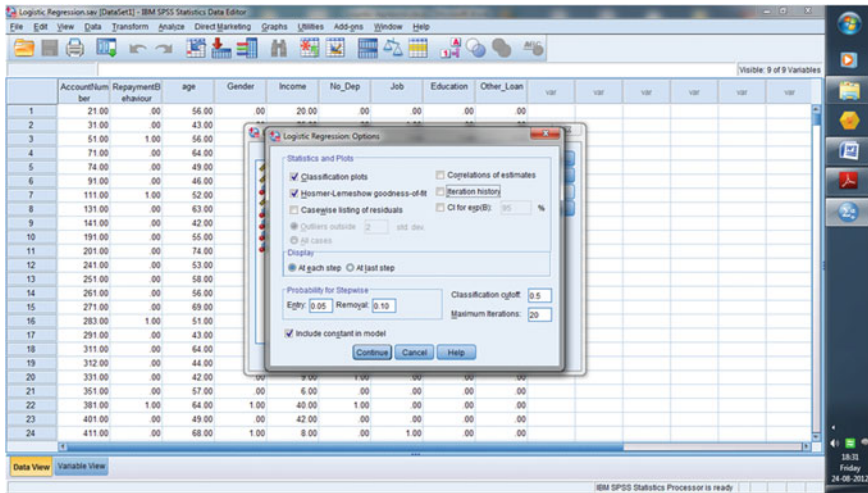 Logistic Regression.sav [DataSet1] - IBM SPSS Statistics Data Editor
File Edit View Data Transform Analyze Direct Marketing Graphs Utilities Add-ons Window Help
Visible: 9 of 9 Variables
AccountNumber RepaymentBehaviour age Gender Income No_Dep Job Education Other_Loan var var var var var var
1 21.00 .00 56.00 .00 20.00 .00 .00 .00 .00
2 31.00 .00 43.00
3 51.00 1.00 56.00
4 71.00 .00 64.00
5 74.00 .00 49.00
6 91.00 .00 46.00
7 111.00 1.00 52.00
8 131.00 .00 63.00
9 141.00 .00 42.00
10 191.00 .00 55.00
11 201.00 .00 74.00
12 241.00 .00 53.00
13 251.00 .00 58.00
14 261.00 .00 56.00
15 271.00 .00 69.00
16 283.00 1.00 51.00
17 291.00 .00 43.00
18 311.00 .00 64.00
19 312.00 .00 44.00
20 331.00 .00 42.00 .00 9.00 1.00 .00 .00 .00
21 351.00 .00 57.00 .00 6.00 .00 .00 .00 .00
22 381.00 1.00 64.00 1.00 40.00 1.00 .00 .00 .00
23 401.00 .00 49.00 .00 42.00 .00 .00 .00 .00
24 411.00 .00 68.00 1.00 8.00 .00 1.00 .00 .00
Logistic Regression: Options
Statistics and Plots
Classification plots
Correlations of estimates
Hosmer-Lemeshow goodness-of-fit
Iteration history
Casewise listing of residuals
CI for exp(B): 95 %
Outliers outside 2 std. dev.
All cases
Display
At each step At last step
Probability for Stepwise
Entry: 0.05 Removal: 0.10
Classification cutoff: 0.5
Maximum Iterations: 20
Include constant in model
Continue Cancel Help
Data View Variable View
IBM SPSS Statistics Processor is ready
18:31
Friday
24-08-2012